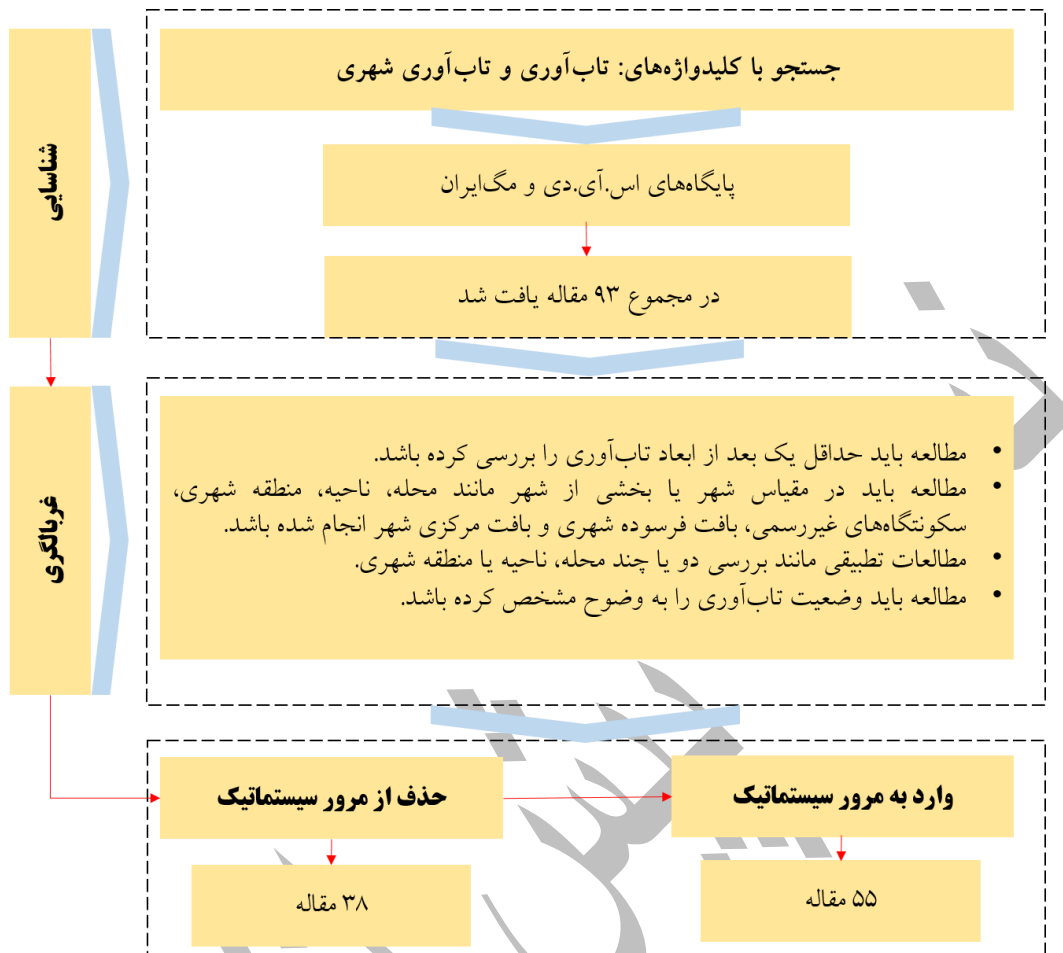 جستجو با کلیدواژه‌های: تاب‌آوری و تاب‌آوری شهری
شناسایی
پایگاه‌های اس.آی.دی و مگ‌ایران
در مجموع ۹۳ مقاله یافت شد
غربالگری
• مطالعه باید حداقل یک بعد از ابعاد تاب‌آوری را بررسی کرده باشد.
• مطالعه باید در مقیاس شهر یا بخشی از شهر مانند محله، ناحیه، منطقه شهری،
سکونتگاه‌های غیررسمی، بافت فرسوده شهری و بافت مرکزی شهر انجام شده باشد.
• مطالعات تطبیقی مانند بررسی دو یا چند محله، ناحیه یا منطقه شهری.
• مطالعه باید وضعیت تاب‌آوری را به وضوح مشخص کرده باشد.
وارد به مرور سیستماتیک
حذف از مرور سیستماتیک
۵۵ مقاله
۳۸ مقاله